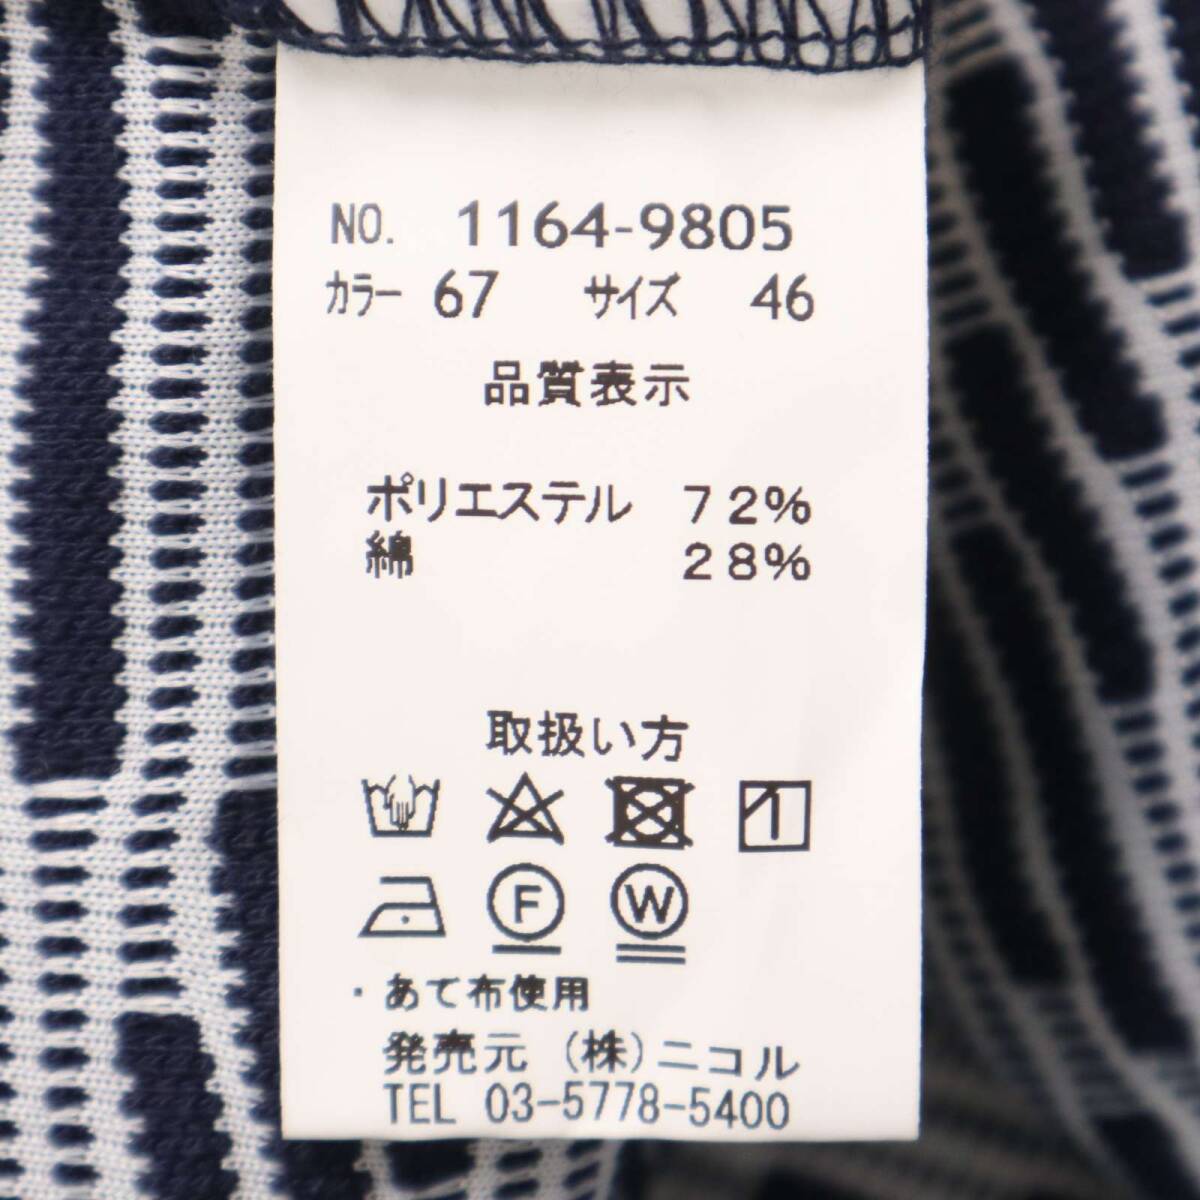 NO. 1164-9805
カラー 67 サイズ 46
品質表示
ポリエステル 72%
綿 28%
取扱い方
F W
・あて布使用
発売元 (株)ニコル
TEL 03-5778-5400